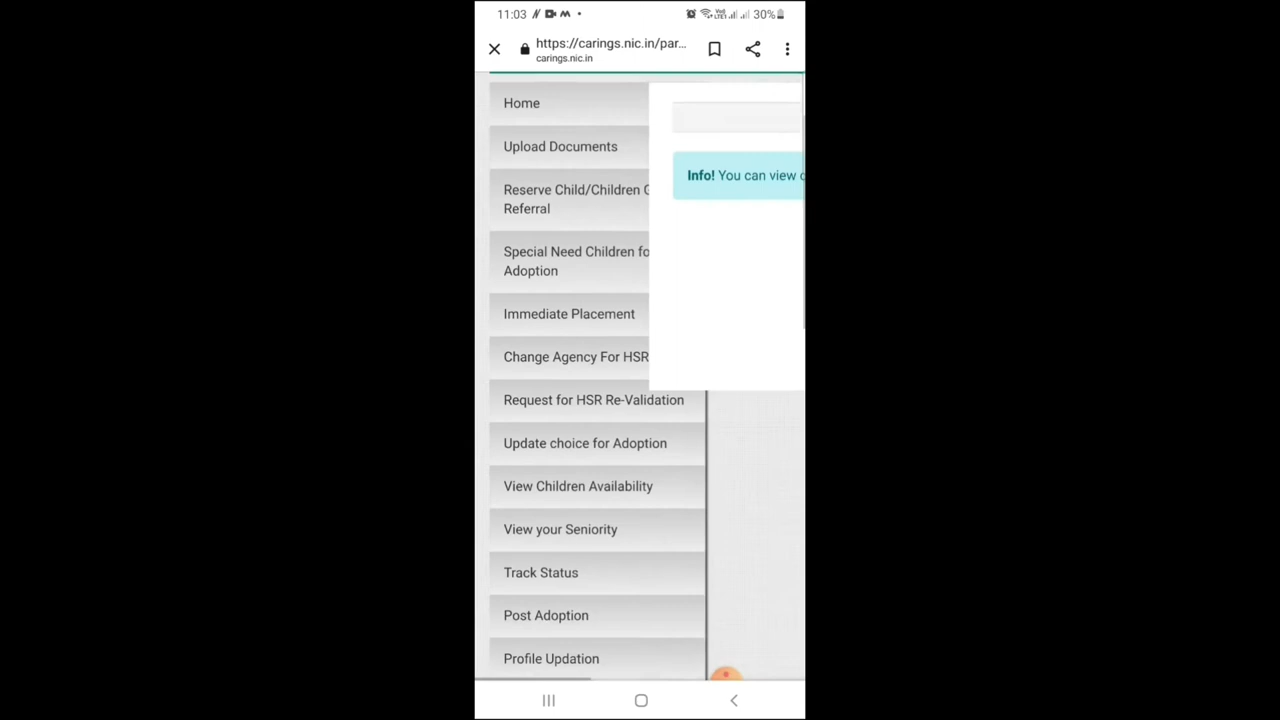 11:03
30%
https://carings.nic.in/par...
carings.nic.in
Home
Info! You can view
Upload Documents
Reserve Child/Children
Referral
Special Need Children fo
Adoption
Immediate Placement
Change Agency For HSR
Request for HSR Re-Validation
Update choice for Adoption
View Children Availability
View your Seniority
Track Status
Post Adoption
Profile Updation